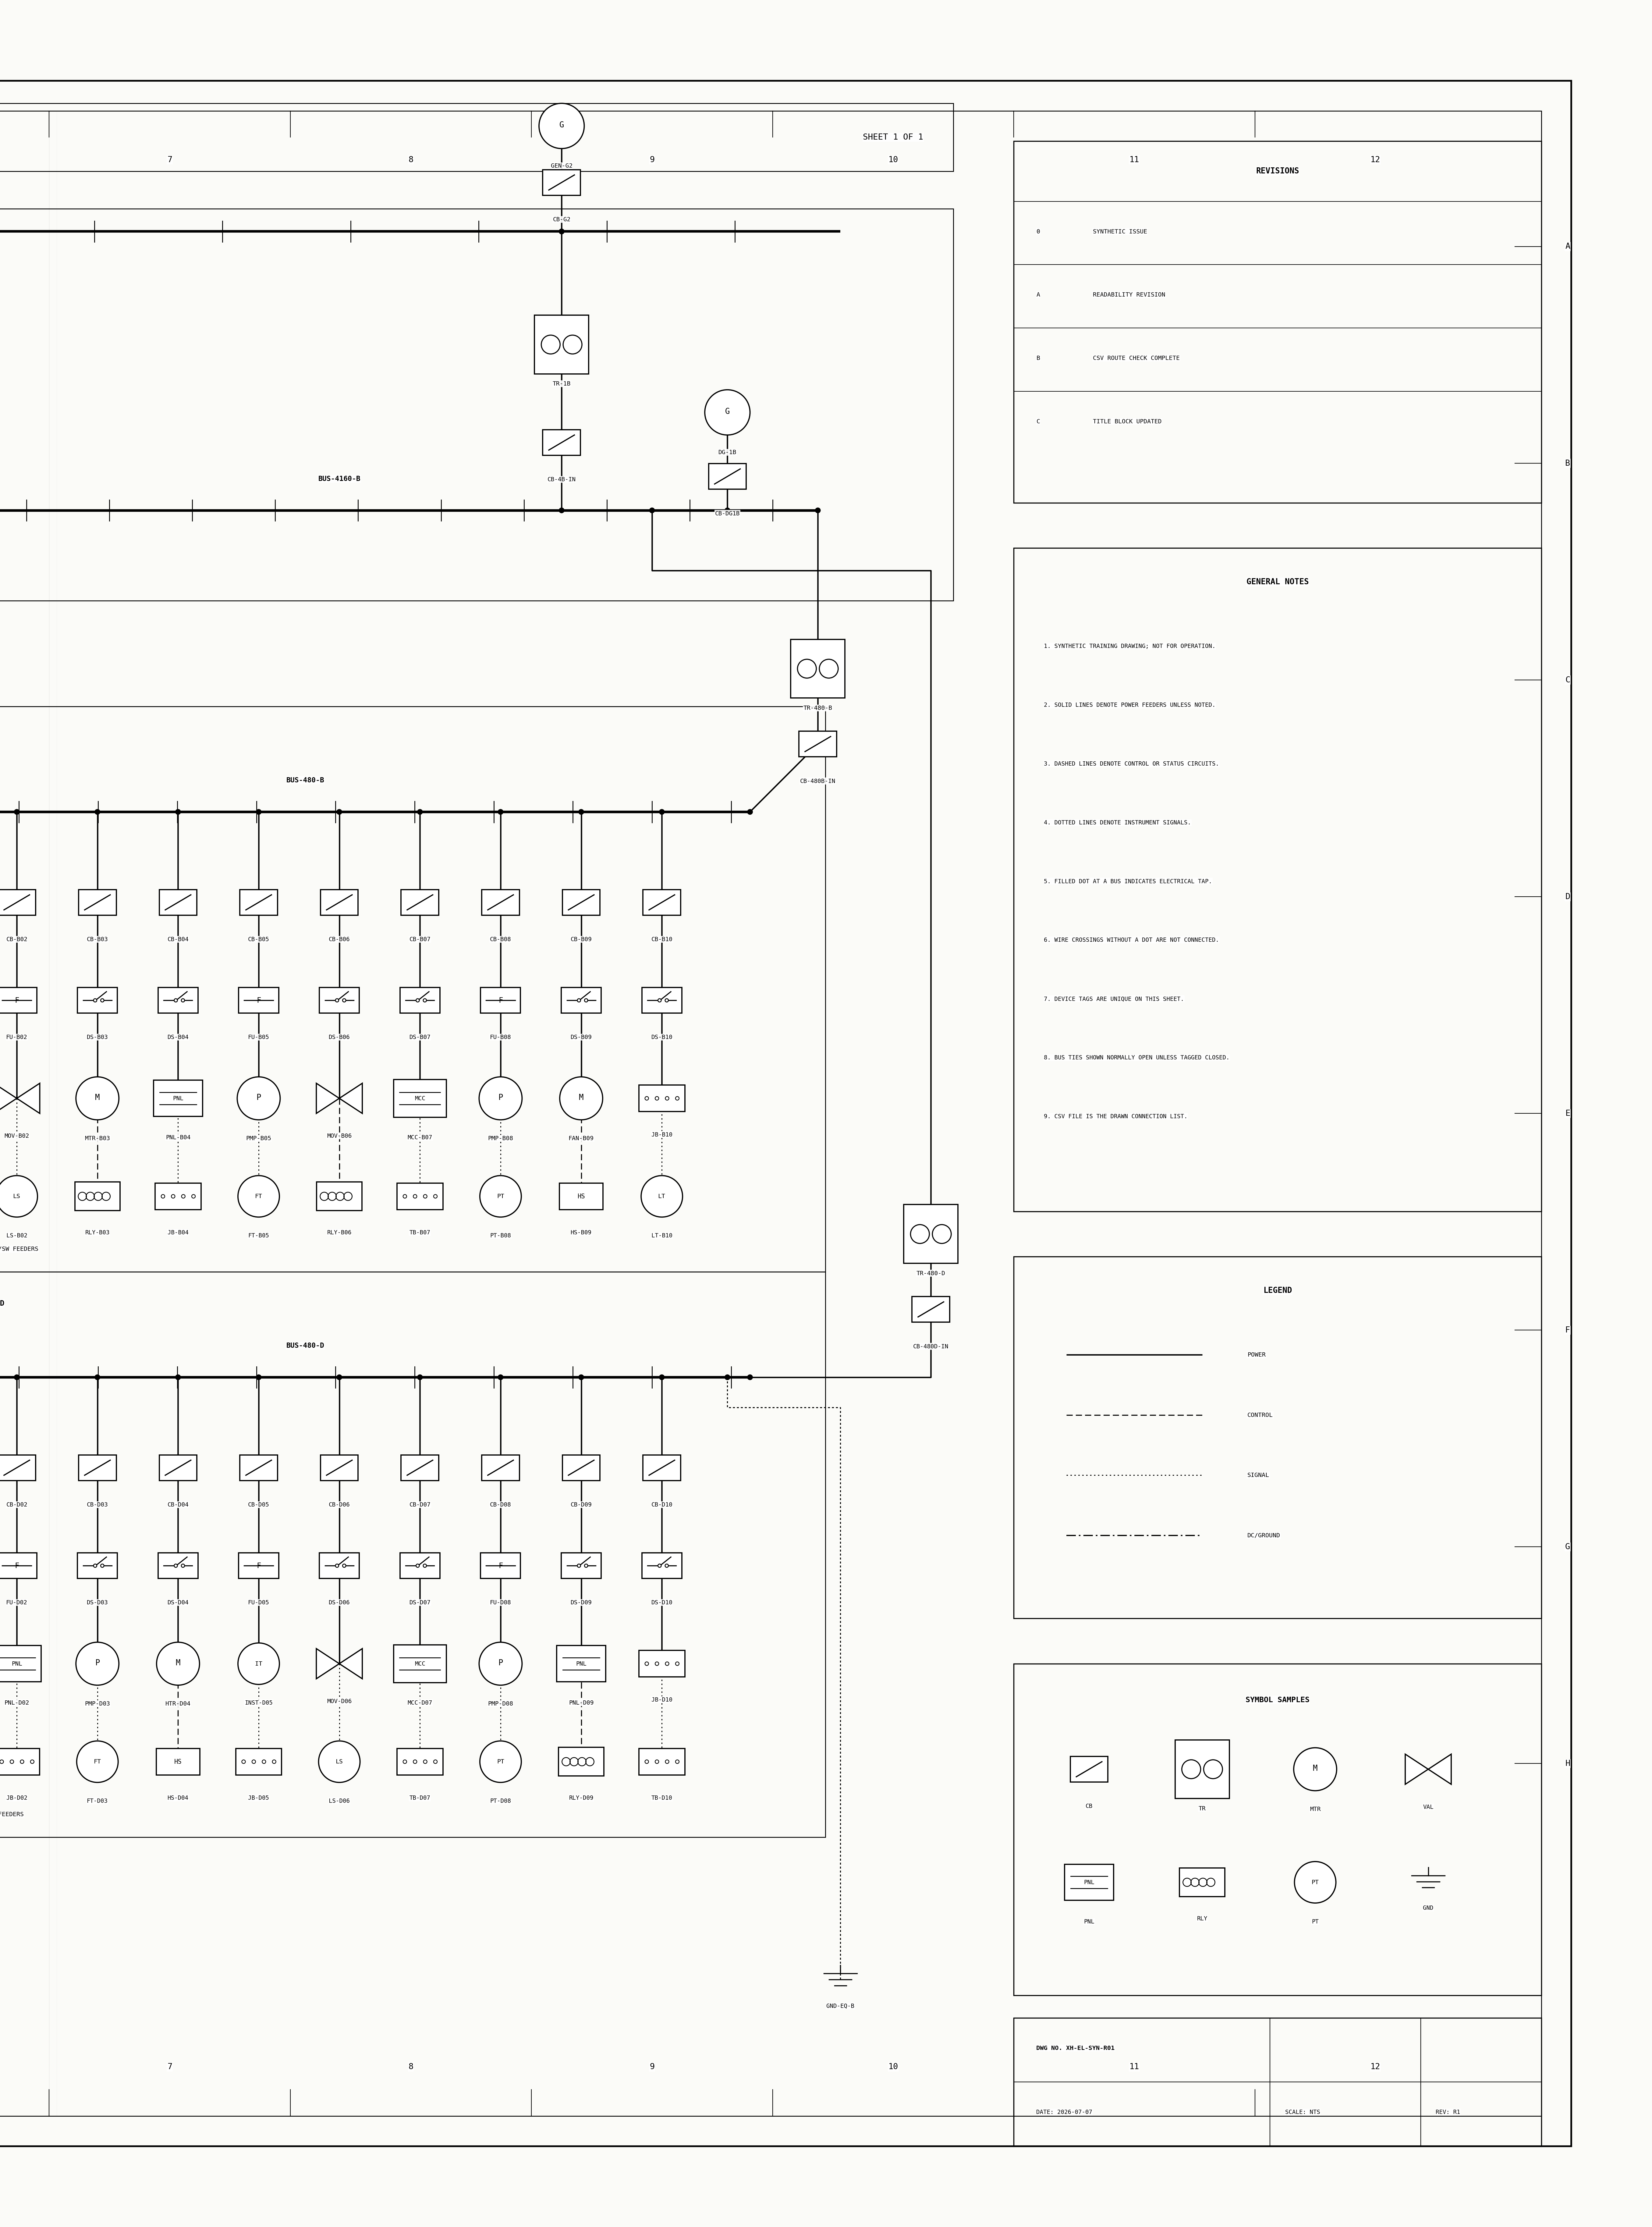 G
SHEET 1 OF 1
7 8 9 10 11 12
GEN-G2
REVISIONS
CB-G2
0 SYNTHETIC ISSUE
A
A READABILITY REVISION
B CSV ROUTE CHECK COMPLETE
TR-1B
G
C TITLE BLOCK UPDATED
DG-1B
B
BUS-4160-B
CB-4B-IN
CB-DG1B
GENERAL NOTES
1. SYNTHETIC TRAINING DRAWING; NOT FOR OPERATION.
C
2. SOLID LINES DENOTE POWER FEEDERS UNLESS NOTED.
TR-480-B
3. DASHED LINES DENOTE CONTROL OR STATUS CIRCUITS.
BUS-480-B
CB-480B-IN
4. DOTTED LINES DENOTE INSTRUMENT SIGNALS.
5. FILLED DOT AT A BUS INDICATES ELECTRICAL TAP.
D
CB-B02 CB-B03 CB-B04 CB-B05 CB-B06 CB-B07 CB-B08 CB-B09 CB-B10
6. WIRE CROSSINGS WITHOUT A DOT ARE NOT CONNECTED.
F F F
7. DEVICE TAGS ARE UNIQUE ON THIS SHEET.
FU-B02 DS-B03 DS-B04 FU-B05 DS-B06 DS-B07 FU-B08 DS-B09 DS-B10
8. BUS TIES SHOWN NORMALLY OPEN UNLESS TAGGED CLOSED.
M PNL P MCC P M
9. CSV FILE IS THE DRAWN CONNECTION LIST.
E
MOV-B02 MTR-B03 PNL-B04 PMP-B05 MOV-B06 MCC-B07 PMP-B08 FAN-B09 JB-B10
LS FT PT HS LT
LS-B02 RLY-B03 JB-B04 FT-B05 RLY-B06 TB-B07 PT-B08 HS-B09 LT-B10
/SW FEEDERS
TR-480-D
LEGEND
D
F
BUS-480-D
CB-480D-IN
POWER
CONTROL
SIGNAL
CB-D02 CB-D03 CB-D04 CB-D05 CB-D06 CB-D07 CB-D08 CB-D09 CB-D10
DC/GROUND
G
F F F
FU-D02 DS-D03 DS-D04 FU-D05 DS-D06 DS-D07 FU-D08 DS-D09 DS-D10
PNL P M IT MCC P PNL
PNL-D02 PMP-D03 HTR-D04 INST-D05 MOV-D06 MCC-D07 PMP-D08 PNL-D09 JB-D10
SYMBOL SAMPLES
FT HS LS PT
H
M
JB-D02 FT-D03 HS-D04 JB-D05 LS-D06 TB-D07 PT-D08 RLY-D09 TB-D10
FEEDERS
CB TR MTR VAL
PNL PT
PNL RLY PT GND
GND-EQ-B
DWG NO. XH-EL-SYN-R01
7 8 9 10 11 12
DATE: 2026-07-07 SCALE: NTS REV: R1